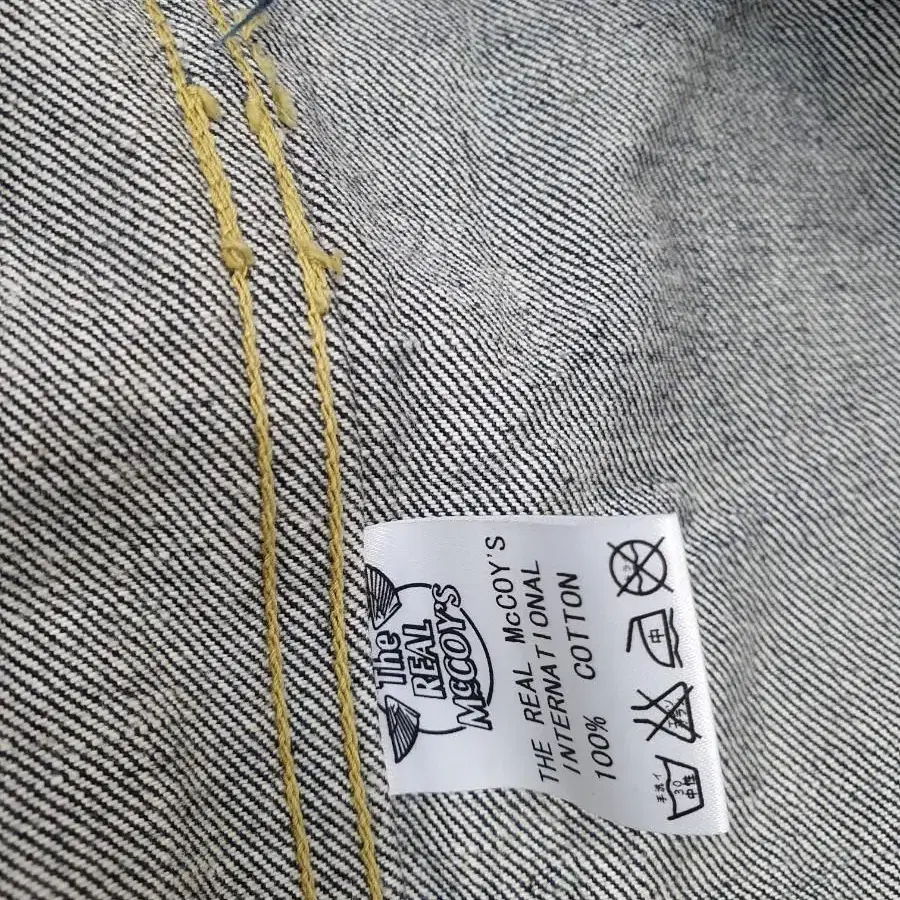 The
REAL
McCOY'S
THE REAL McCOY'S
INTERNATIONAL
100% COTTON
手洗イ
30
中性
中